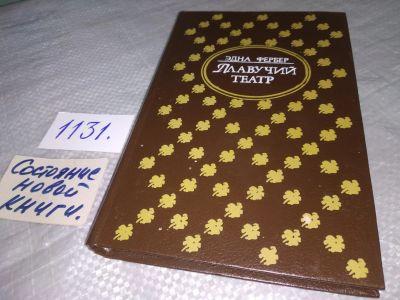 ЭДНА ФЕРБЕР
ПЛАВУЧИЙ
ТЕАТР
1131.
Состояние
новой
книги.